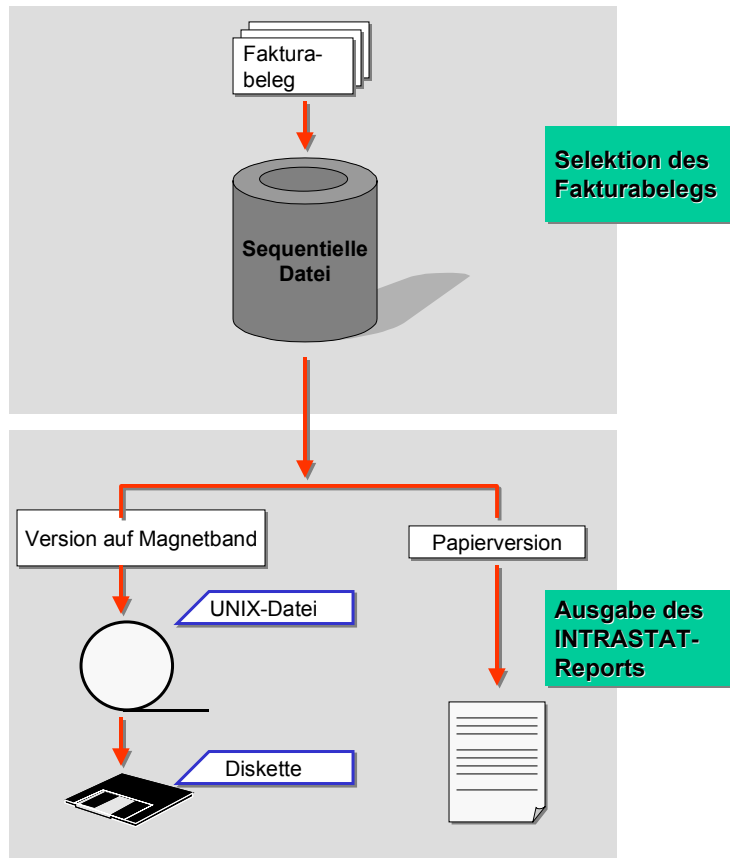 Faktura-
beleg
Selektion des
Fakturabelegs
Sequentielle
Datei
Version auf Magnetband
Papierversion
UNIX-Datei
Ausgabe des
INTRASTAT-
Reports
Diskette